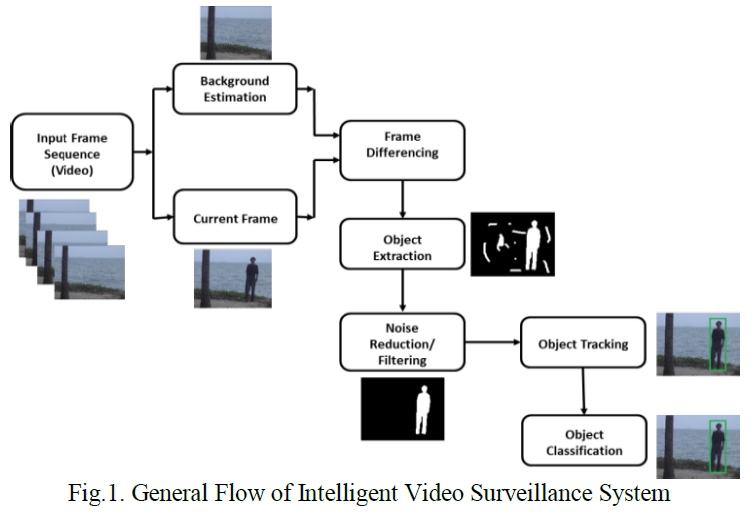 Background
Estimation
Input Frame
Sequence
(Video)
Frame
Differencing
Current Frame
Object
Extraction
Noise
Reduction/
Filtering
Object Tracking
Object
Classification
Fig.1. General Flow of Intelligent Video Surveillance System